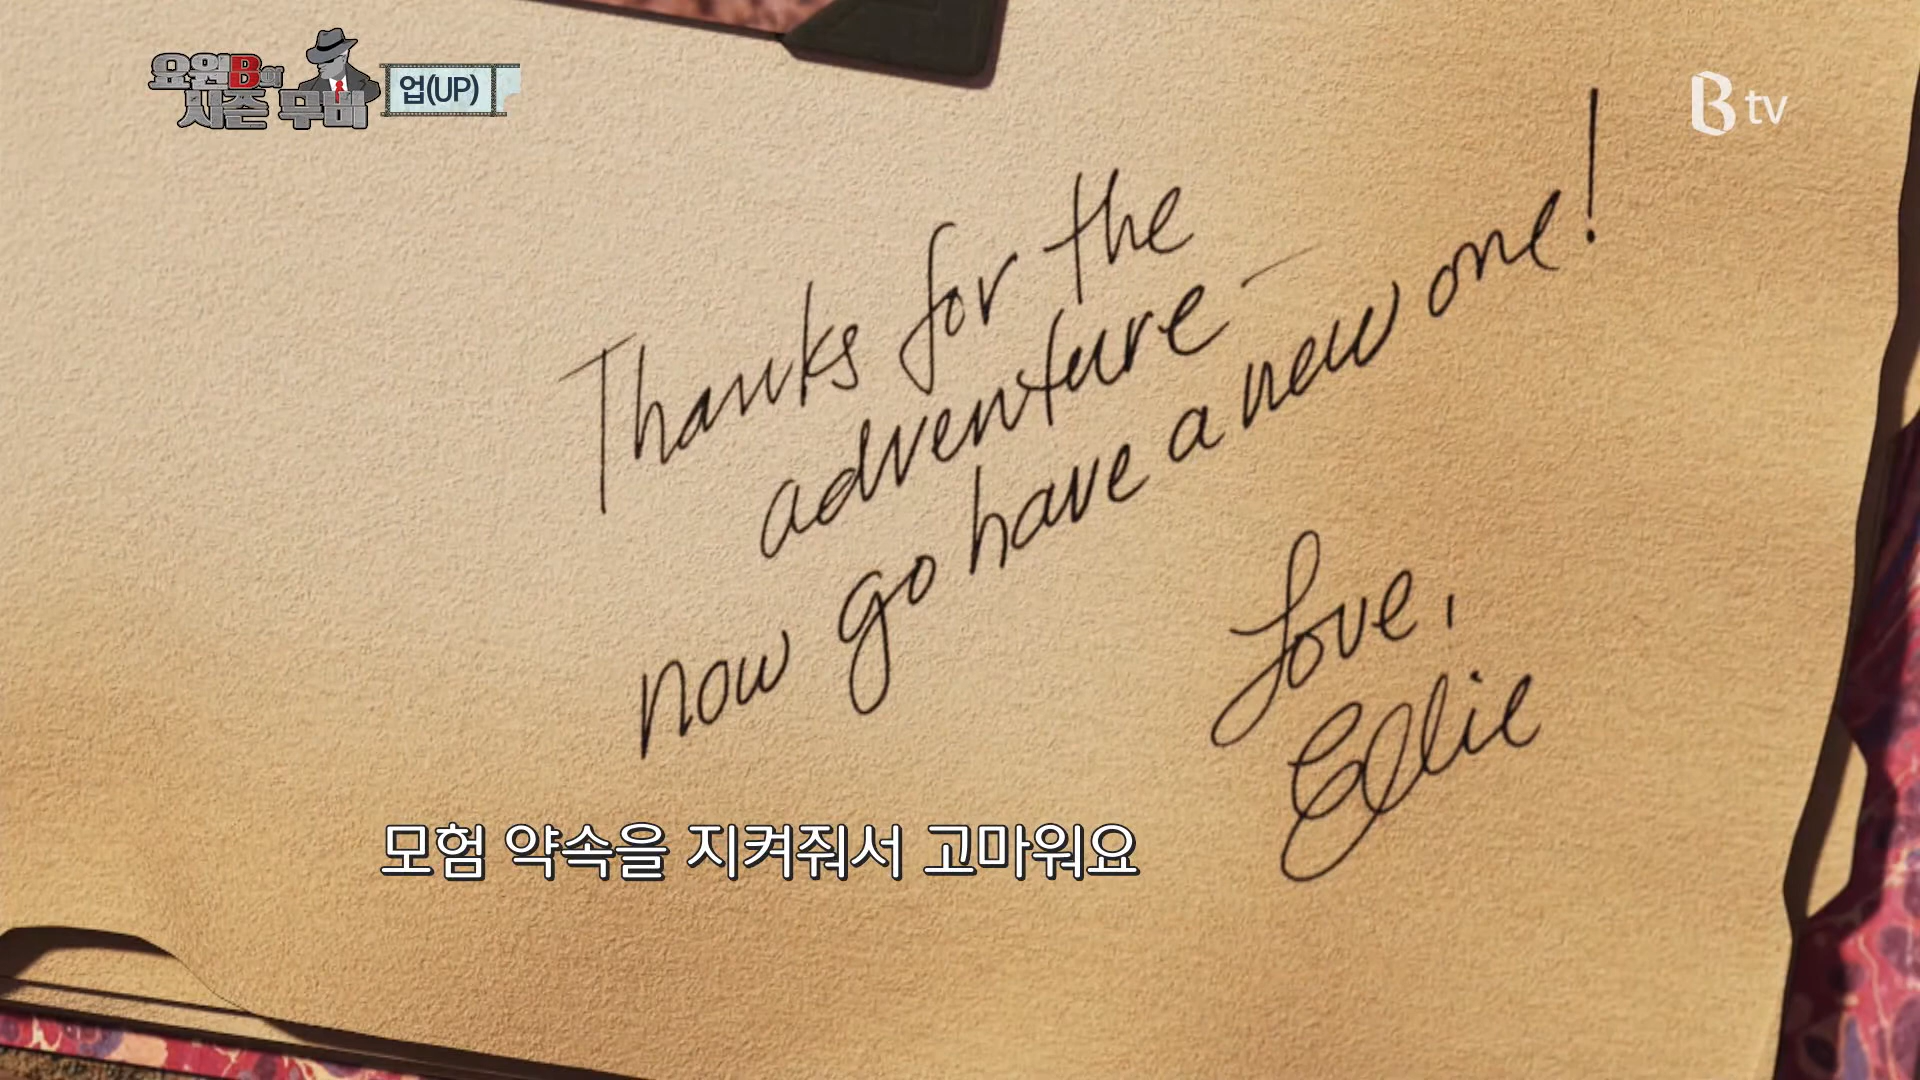 요원B의
시즌 무비
업(UP)
B tv
Thanks for the
adventure —
now go have a new one!
Love,
Ellie
모험 약속을 지켜줘서 고마워요